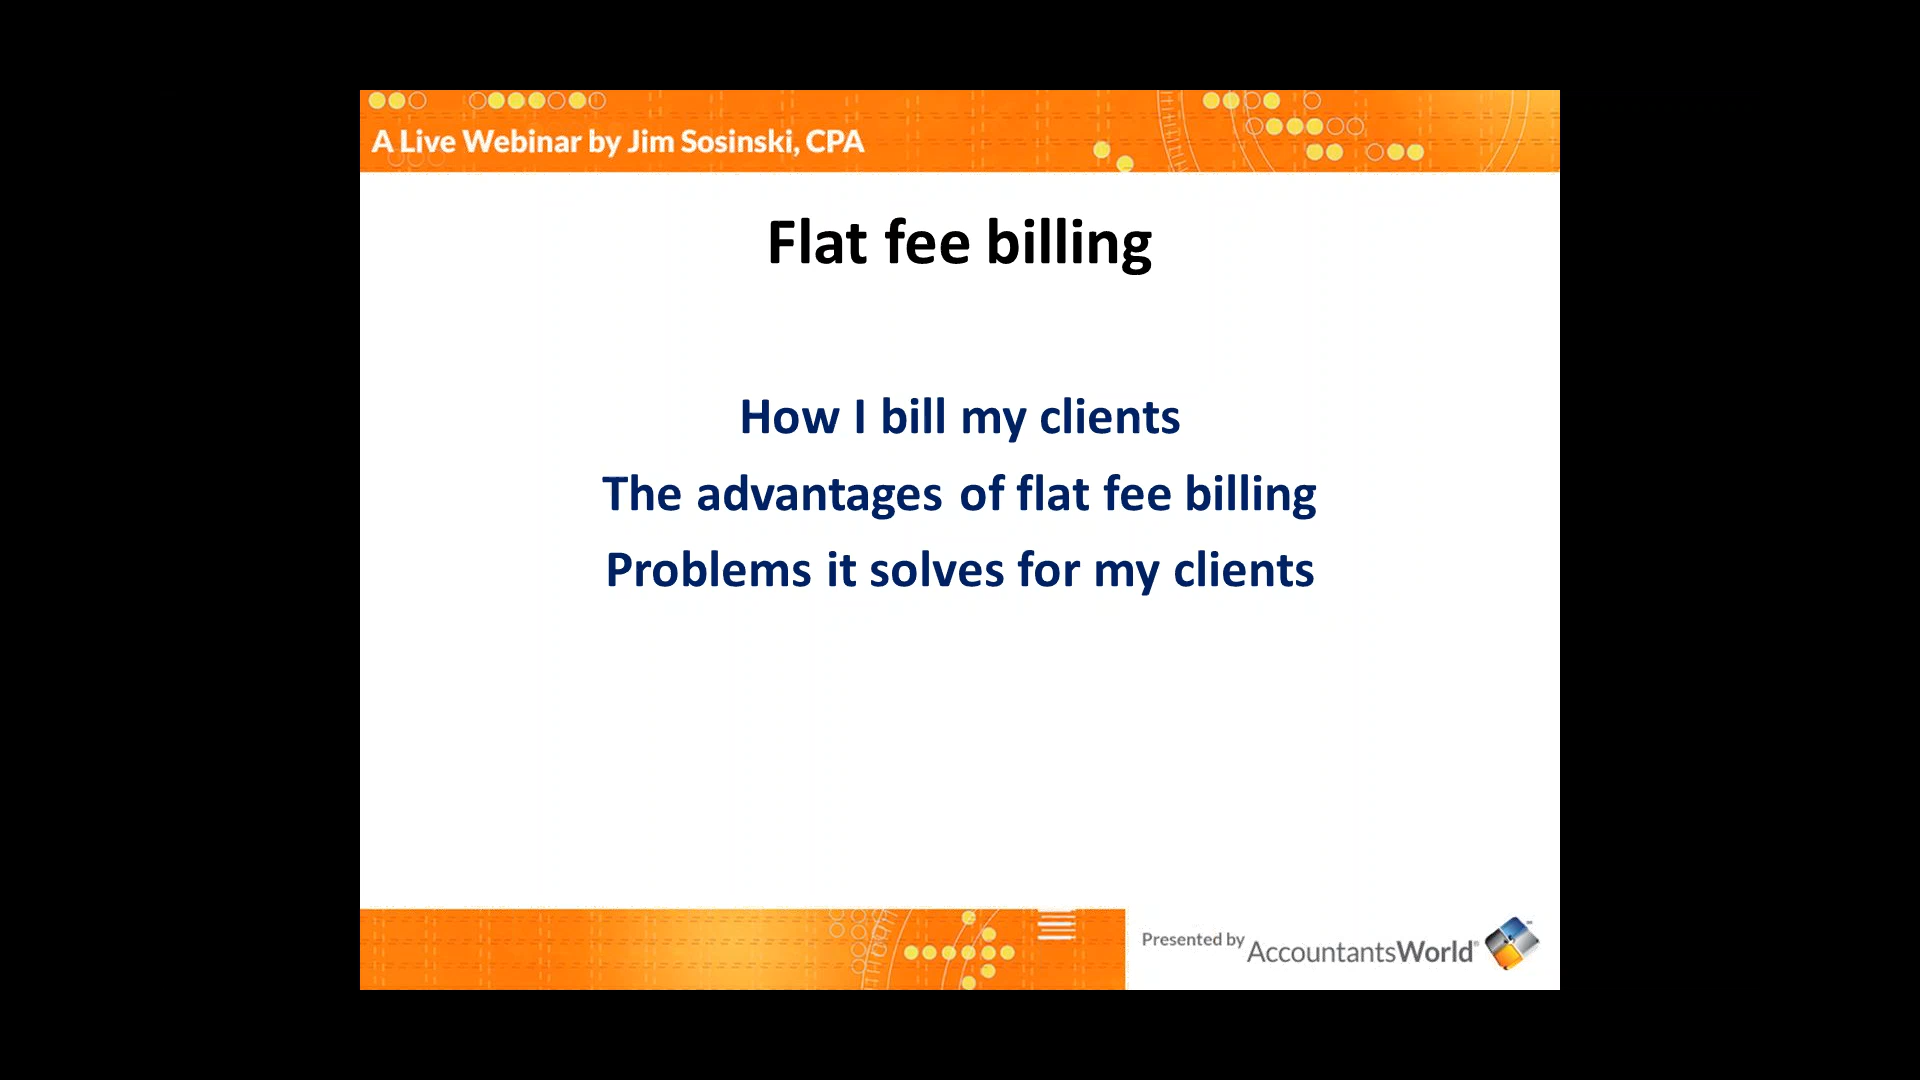 A Live Webinar by Jim Sosinski, CPA
Flat fee billing
How I bill my clients
The advantages of flat fee billing
Problems it solves for my clients
Presented by AccountantsWorld®